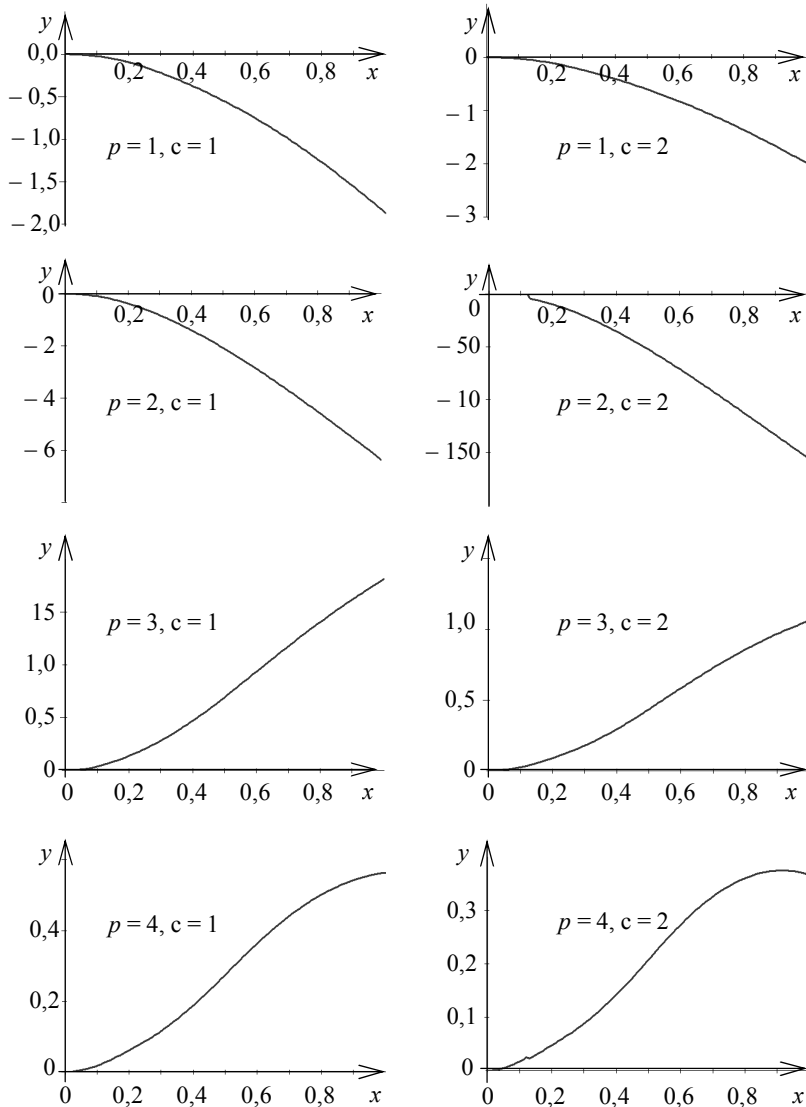 y
0,0
0,2 0,4 0,6 0,8 x
– 0,5
– 1,0
p = 1, c = 1
– 1,5
– 2,0
y
0
0,2 0,4 0,6 0,8 x
– 1
p = 1, c = 2
– 2
– 3
y
0
0,2 0,4 0,6 0,8 x
– 2
– 4
p = 2, c = 1
– 6
y
0
0,2 0,4 0,6 0,8 x
– 50
– 10
p = 2, c = 2
– 150
y
15
p = 3, c = 1
1,0
0,5
0
0 0,2 0,4 0,6 0,8 x
y
1,0
p = 3, c = 2
0,5
0
0 0,2 0,4 0,6 0,8 x
y
0,4
p = 4, c = 1
0,2
0
0 0,2 0,4 0,6 0,8 x
y
0,3
p = 4, c = 2
0,2
0,1
0
0 0,2 0,4 0,6 0,8 x